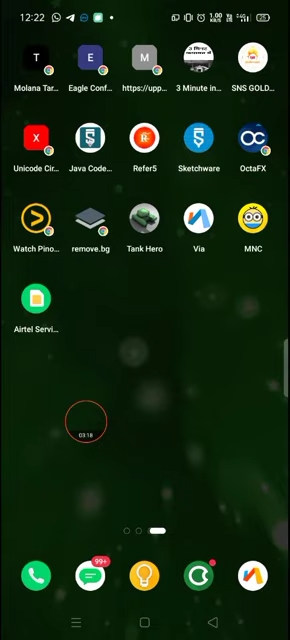 12:22
1.00
KB/S
25
T
E
M
Molana Tar...
Eagle Conf...
https://upp...
3 Minute in...
SNS GOLD...
X
Unicode Cir...
Java Code...
Refer5
Sketchware
OctaFX
Watch Pino...
remove.bg
Tank Hero
Via
MNC
Airtel Servi...
03:18
99+